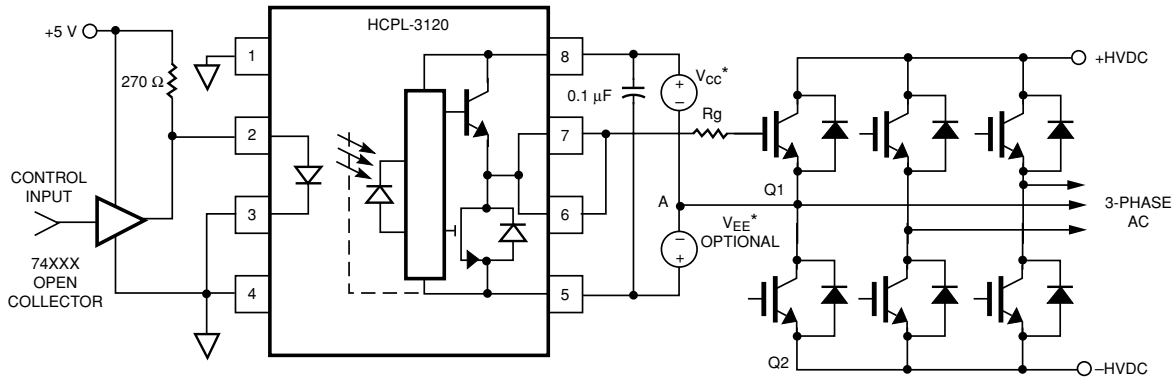 HCPL-3120
+5 V
270 Ω
1
2
3
4
8
7
6
5
CONTROL
INPUT
74XXX
OPEN
COLLECTOR
0.1 µF
VCC*
+
−
Rg
A
VEE*
OPTIONAL
−
+
Q1
Q2
+HVDC
3-PHASE
AC
−HVDC